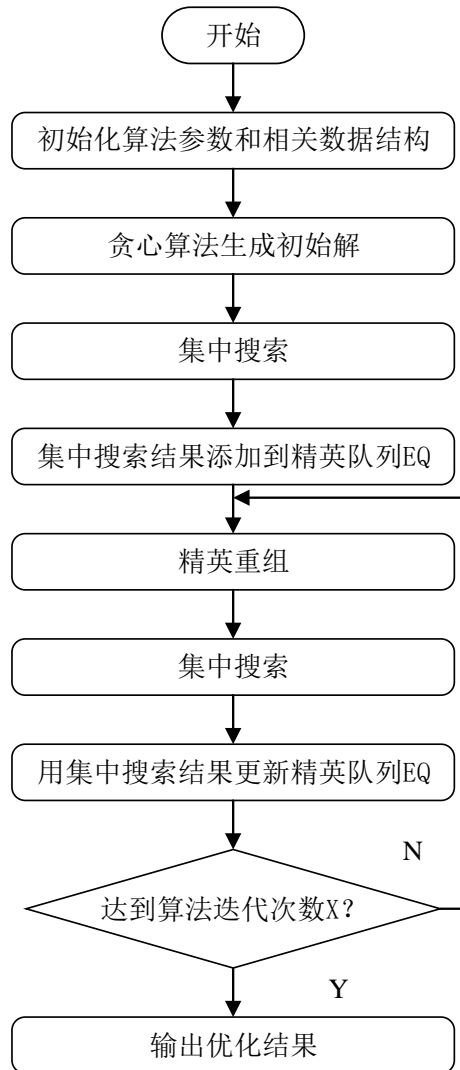 开始
初始化算法参数和相关数据结构
贪心算法生成初始解
集中搜索
集中搜索结果添加到精英队列EQ
精英重组
集中搜索
用集中搜索结果更新精英队列EQ
N
达到算法迭代次数X?
Y
输出优化结果